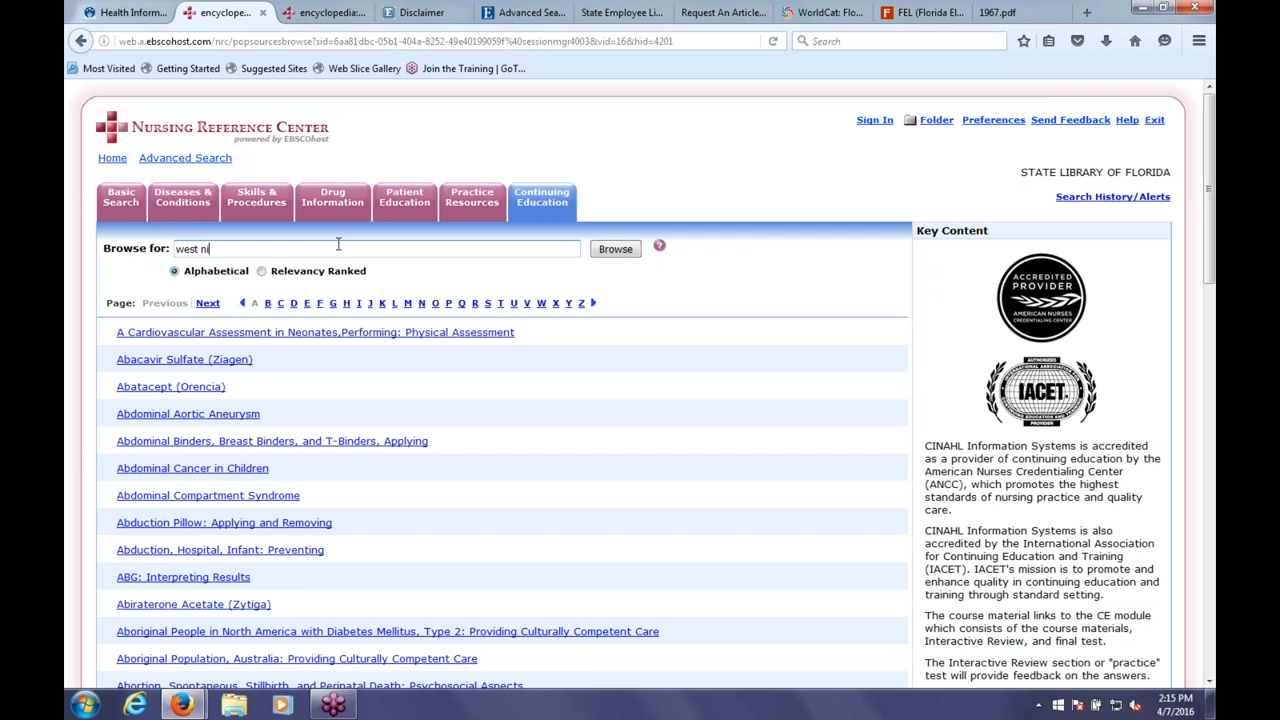 Health Inform...
encyclope...
encyclopedia:...
Disclaimer
Advanced Sea...
State Employee Li...
Request An Article...
WorldCat: Flo...
FEL (Florida El...
1967.pdf
web.a.ebscohost.com/nrc/popsourcesbrowse?sid=6aa81dbc-05b1-404a-8252-49e40199059f%40sessionmgr4003&vid=16&hid=4201
Search
Most Visited
Getting Started
Suggested Sites
Web Slice Gallery
Join the Training | GoT...
NURSING REFERENCE CENTER
powered by EBSCOhost
Sign In Folder Preferences Send Feedback Help Exit
Home Advanced Search
STATE LIBRARY OF FLORIDA
Search History/Alerts
Basic Search
Diseases & Conditions
Skills & Procedures
Drug Information
Patient Education
Practice Resources
Continuing Education
Browse for: west ni Browse ?
Alphabetical Relevancy Ranked
Page: Previous Next A B C D E F G H I J K L M N O P Q R S T U V W X Y Z
A Cardiovascular Assessment in Neonates,Performing: Physical Assessment
Abacavir Sulfate (Ziagen)
Abatacept (Orencia)
Abdominal Aortic Aneurysm
Abdominal Binders, Breast Binders, and T-Binders, Applying
Abdominal Cancer in Children
Abdominal Compartment Syndrome
Abduction Pillow: Applying and Removing
Abduction, Hospital, Infant: Preventing
ABG: Interpreting Results
Abiraterone Acetate (Zytiga)
Aboriginal People in North America with Diabetes Mellitus, Type 2: Providing Culturally Competent Care
Aboriginal Population, Australia: Providing Culturally Competent Care
Abortion, Spontaneous, Stillbirth, and Perinatal Death: Psychosocial Aspects
Key Content
ACCREDITED
PROVIDER
AMERICAN NURSES
CREDENTIALING CENTER
AUTHORIZED
IACET
PROVIDER
CINAHL Information Systems is accredited
as a provider of continuing education by the
American Nurses Credentialing Center
(ANCC), which promotes the highest
standards of nursing practice and quality
care.
CINAHL Information Systems is also
accredited by the International Association
for Continuing Education and Training
(IACET). IACET's mission is to promote and
enhance quality in continuing education and
training through standard setting.
The course material links to the CE module
which consists of the course materials,
Interactive Review, and final test.
The Interactive Review section or "practice"
test will provide feedback on the answers.
2:15 PM
4/7/2016